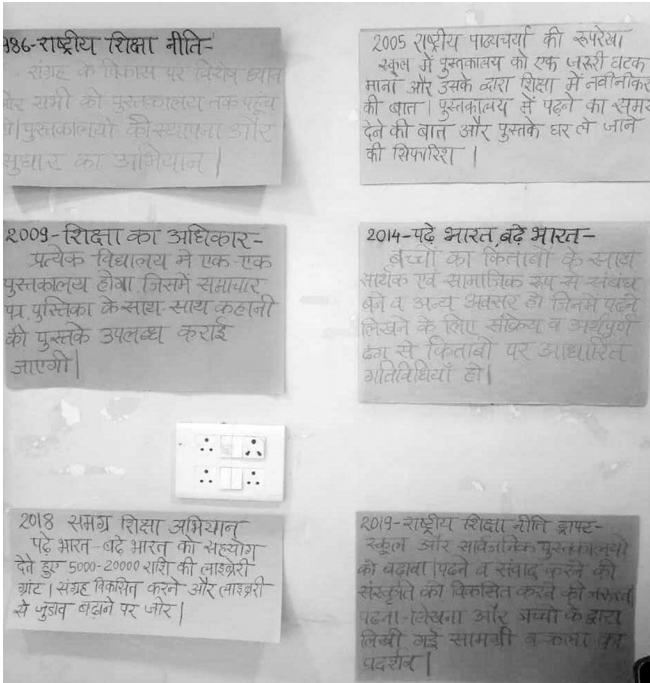 986-राष्ट्रीय शिक्षा नीति-
संग्रह के विकास पर विशेष ध्यान
और सभी को पुस्तकालय तक पहुंच
पुस्तकालयों की स्थापना और
सुधार का अभियान |
2005 राष्ट्रीय पाठ्यचर्या की रूपरेखा
स्कूल में पुस्तकालय को एक जरूरी घटक
माना और उसके द्वारा शिक्षा में नवीनीकर
की बात | पुस्तकालय में पढ़ने का समय
देने की बात और पुस्तके घर ले जाने
की सिफारिश |
2009-शिक्षा का अधिकार-
प्रत्येक विद्यालय में एक-एक
पुस्तकालय होगा जिसमें समाचार
पत्र, पुस्तिका के साथ-साथ कहानी
की पुस्तके उपलब्ध कराई
जाएगी |
2014-पढ़े भारत,बढ़े भारत-
बच्चों का किताबों के साथ
सार्थक एवं सामाजिक रूप से संबंध
बने व अन्य अवसर हो जिनमे पढ़ने
लिखने के लिए सक्रिय व अर्थपूर्ण
ढंग से किताबों पर आधारित
गतिविधियाँ हो |
2018 समग्र शिक्षा अभियान
पढ़े भारत-बढ़े भारत को सहयोग
देते हुए 5000-20000 राशि की लाइब्रेरी
ग्रांट | संग्रह विकसित करने और लाइब्रेरी
से जुड़ाव बढ़ाने पर जोर |
2019-राष्ट्रीय शिक्षा नीति ड्राफ्ट-
स्कूल और सार्वजनिक पुस्तकालयों
को बढ़ावा | पढ़ने व संवाद करने की
संस्कृति को विकसित करने की जरूरत,
पढ़ना-लिखना और बच्चो के द्वारा
लिखी गई सामग्री व कला का
प्रदर्शन |